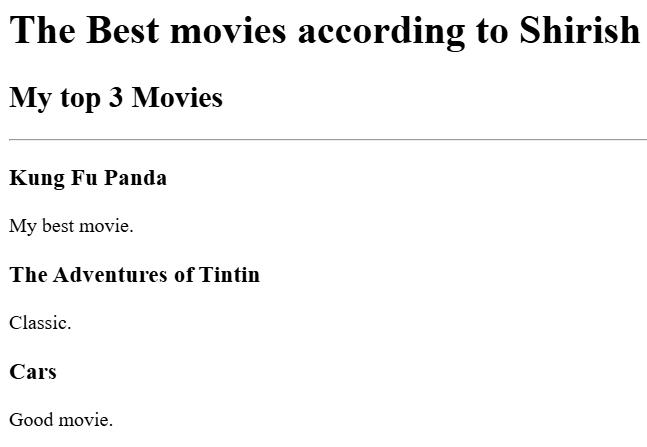 The Best movies according to Shirish
My top 3 Movies
Kung Fu Panda
My best movie.
The Adventures of Tintin
Classic.
Cars
Good movie.